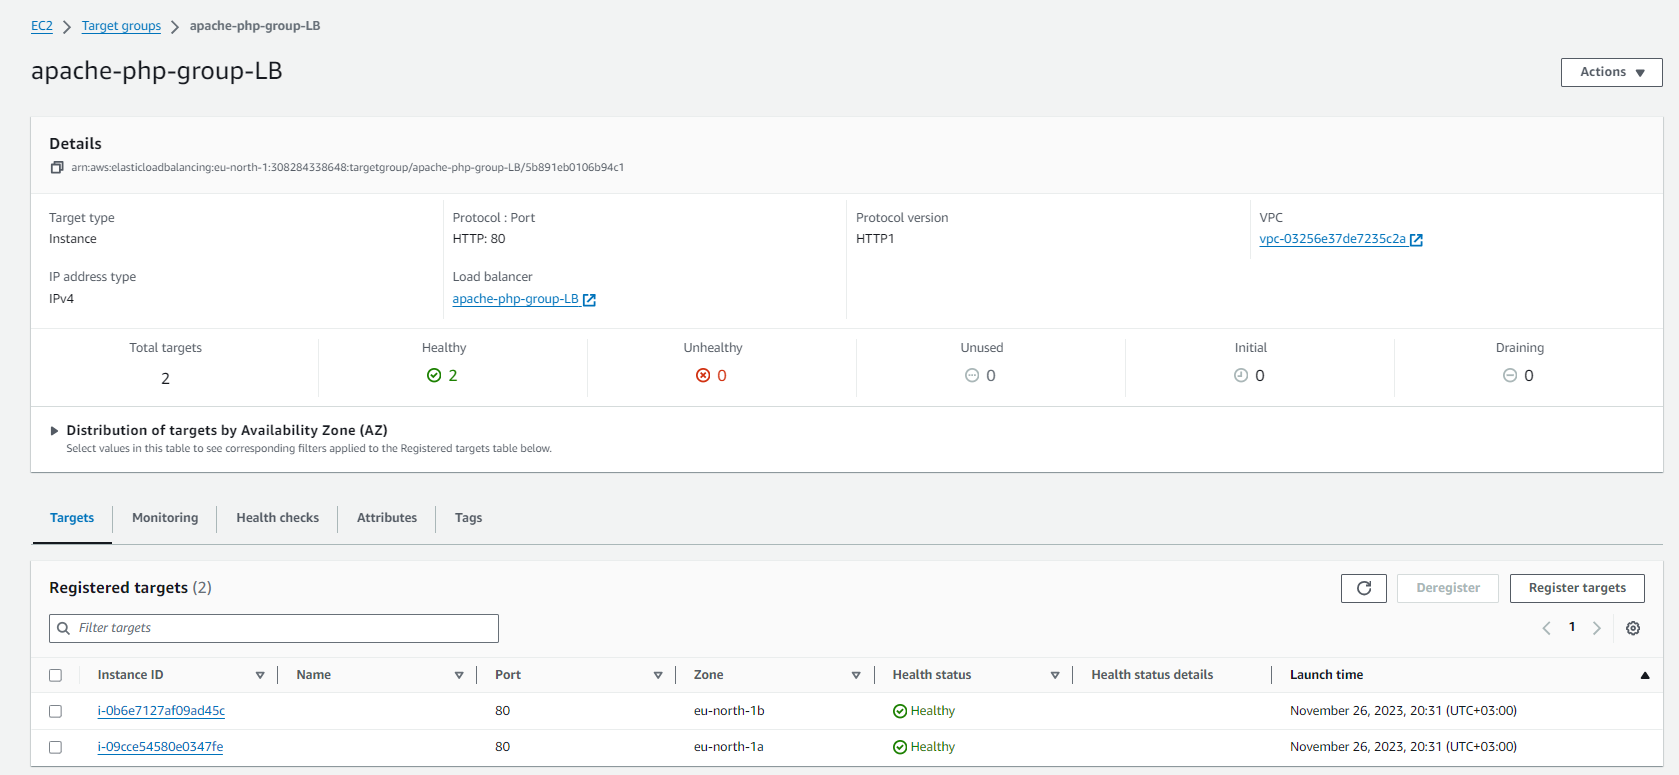 EC2 > Target groups > apache-php-group-LB
apache-php-group-LB
Actions
Details
arn:aws:elasticloadbalancing:eu-north-1:308284338648:targetgroup/apache-php-group-LB/5b891eb0106b94c1
Target type
Instance
Protocol : Port
HTTP: 80
Protocol version
HTTP1
VPC
vpc-03256e37de7235c2a
IP address type
IPv4
Load balancer
apache-php-group-LB
Total targets
2
Healthy
2
Unhealthy
0
Unused
0
Initial
0
Draining
0
Distribution of targets by Availability Zone (AZ)
Select values in this table to see corresponding filters applied to the Registered targets table below.
Targets Monitoring Health checks Attributes Tags
Registered targets (2)
Deregister Register targets
Filter targets
1
Instance ID Name Port Zone Health status Health status details Launch time
i-0b6e7127af09ad45c 80 eu-north-1b Healthy November 26, 2023, 20:31 (UTC+03:00)
i-09cce54580e0347fe 80 eu-north-1a Healthy November 26, 2023, 20:31 (UTC+03:00)